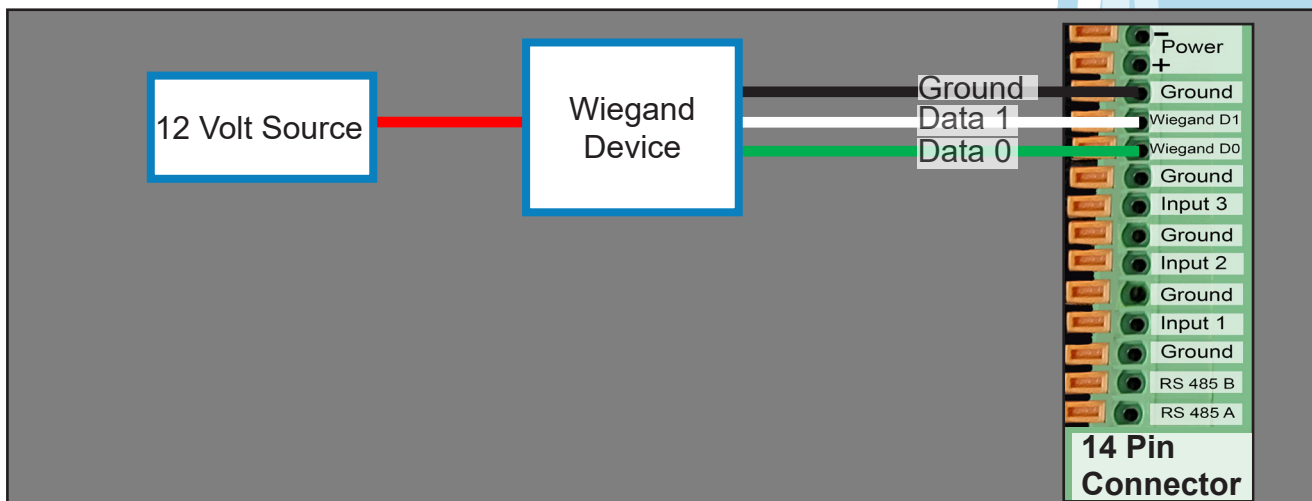 12 Volt Source
Wiegand
Device
Ground
Data 1
Data 0
-
Power
+
Ground
Wiegand D1
Wiegand D0
Ground
Input 3
Ground
Input 2
Ground
Input 1
Ground
RS 485 B
RS 485 A
14 Pin
Connector